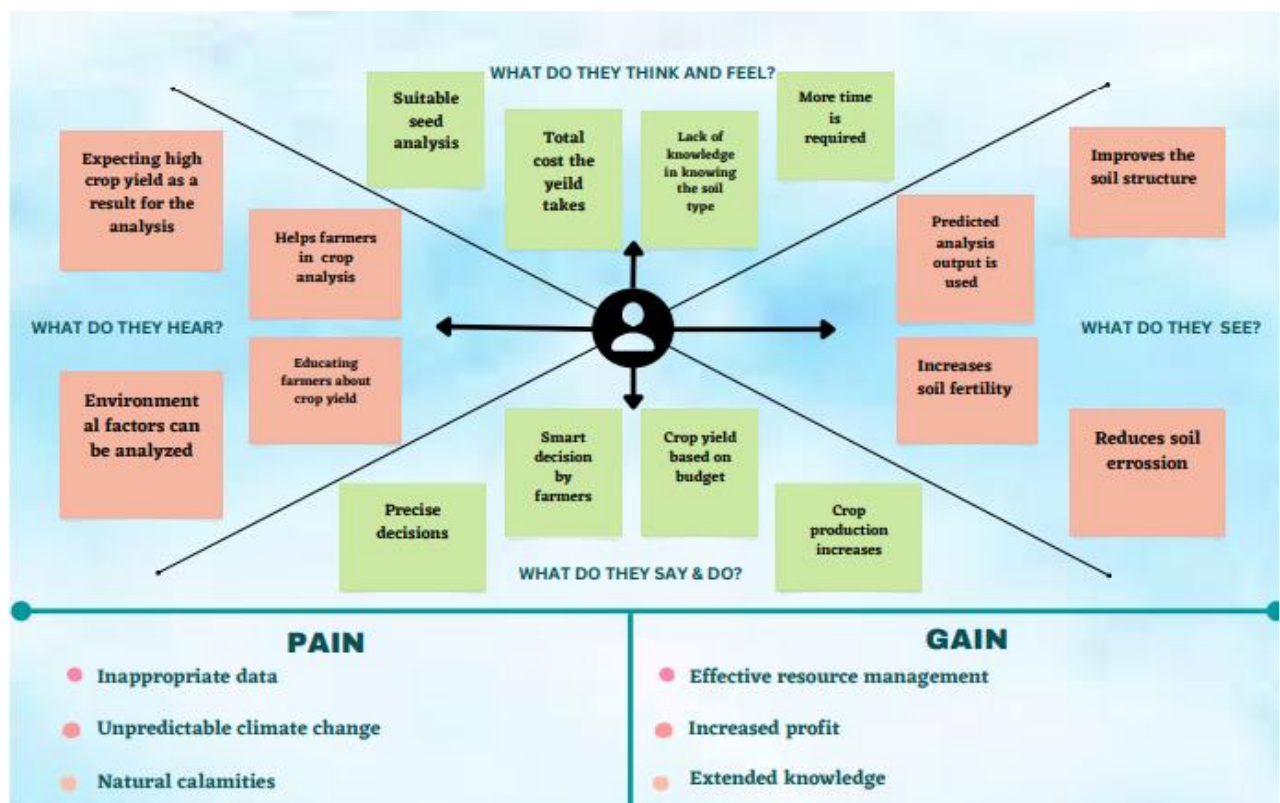 WHAT DO THEY THINK AND FEEL?
Suitable
seed
analysis
Total
cost the
yeild
takes
Lack of
knowledge
in knowing
the soil
type
More time
is
required
Expecting high
crop yield as a
result for the
analysis
Helps farmers
in crop
analysis
WHAT DO THEY HEAR?
Educating
farmers about
crop yield
Environment
al factors can
be analyzed
Improves the
soil structure
Predicted
analysis
output is
used
WHAT DO THEY SEE?
Increases
soil fertility
Reduces soil
errossion
Precise
decisions
Smart
decision
by
farmers
Crop yield
based on
budget
Crop
production
increases
WHAT DO THEY SAY & DO?
PAIN
Inappropriate data
Unpredictable climate change
Natural calamities
GAIN
Effective resource management
Increased profit
Extended knowledge